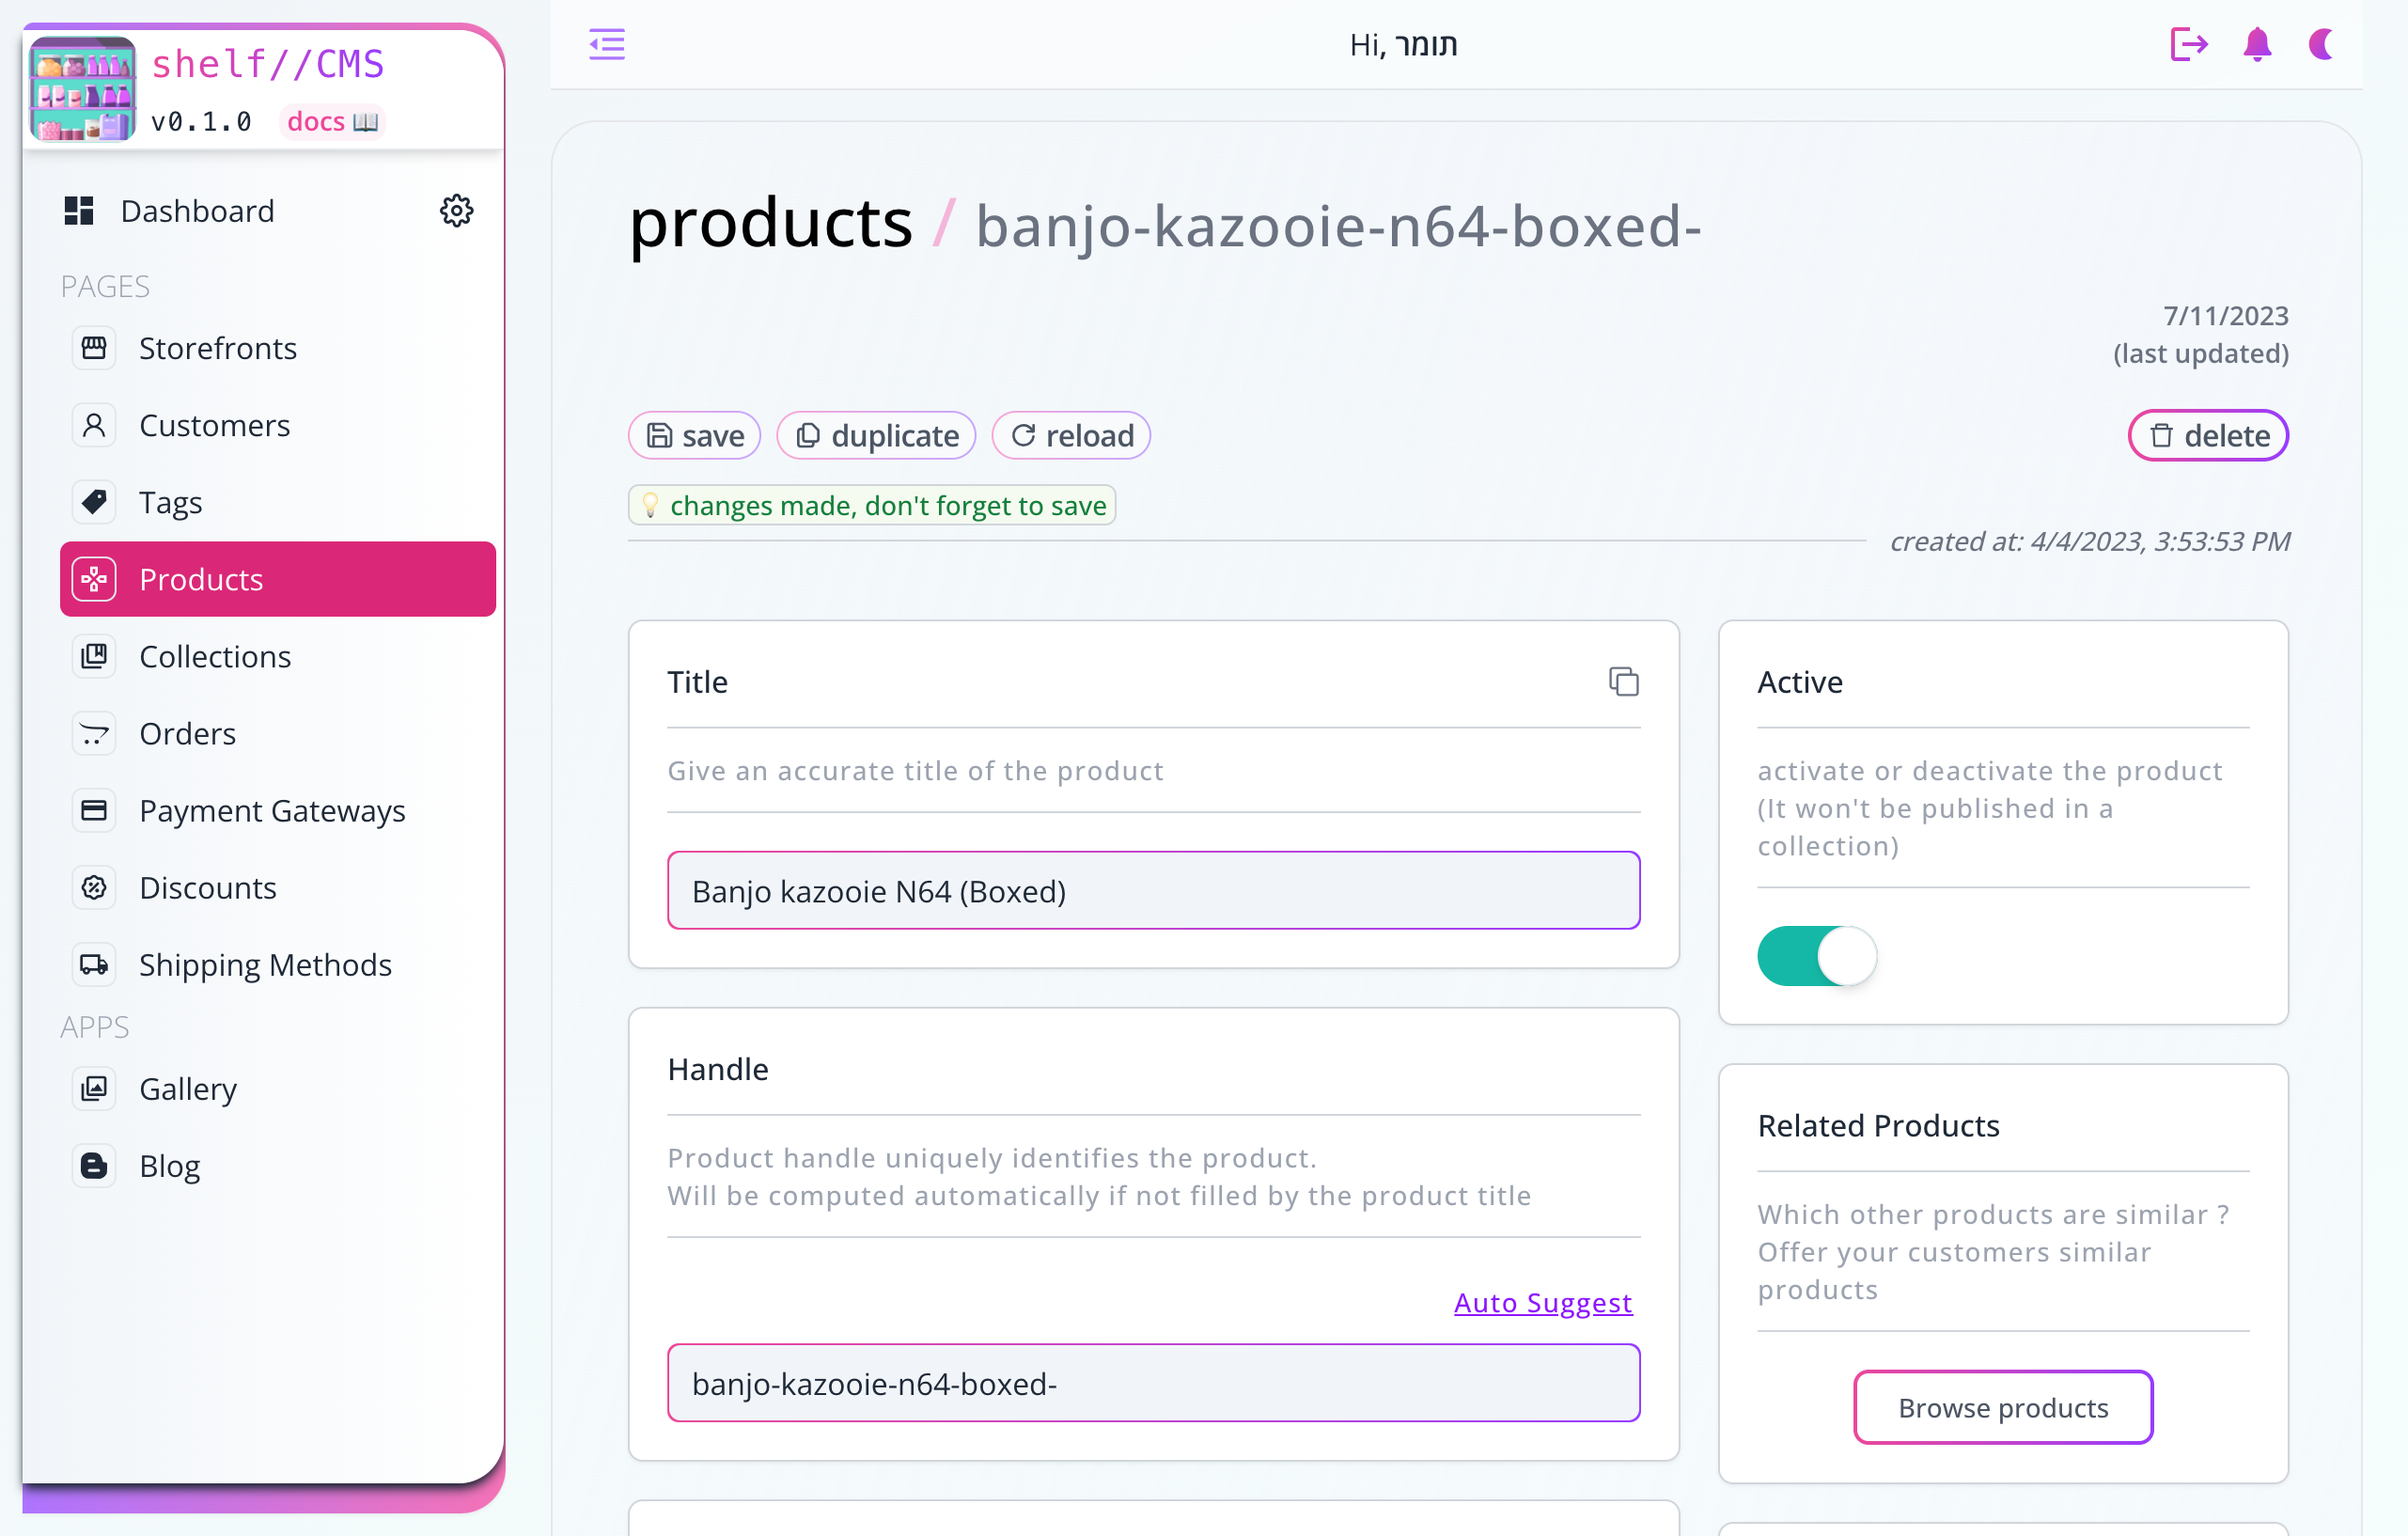 shelf//CMS
v0.1.0 docs
Dashboard
PAGES
Storefronts
Customers
Tags
Products
Collections
Orders
Payment Gateways
Discounts
Shipping Methods
APPS
Gallery
Blog
Hi, תומר
products / banjo-kazooie-n64-boxed-
7/11/2023
(last updated)
save duplicate reload delete
changes made, don't forget to save
created at: 4/4/2023, 3:53:53 PM
Title
Give an accurate title of the product
Banjo kazooie N64 (Boxed)
Handle
Product handle uniquely identifies the product.
Will be computed automatically if not filled by the product title
Auto Suggest
banjo-kazooie-n64-boxed-
Active
activate or deactivate the product
(It won't be published in a
collection)
Related Products
Which other products are similar ?
Offer your customers similar
products
Browse products